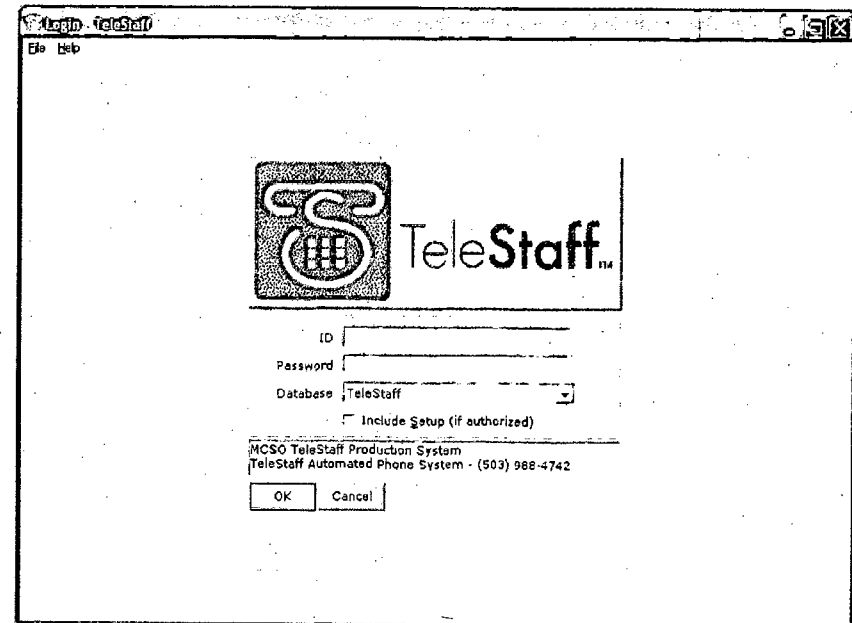 Login - TeleStaff
File Help
TeleStaff TM
ID
Password
Database TeleStaff
Include Setup (if authorized)
MCSO TeleStaff Production System
TeleStaff Automated Phone System - (503) 988-4742
OK Cancel